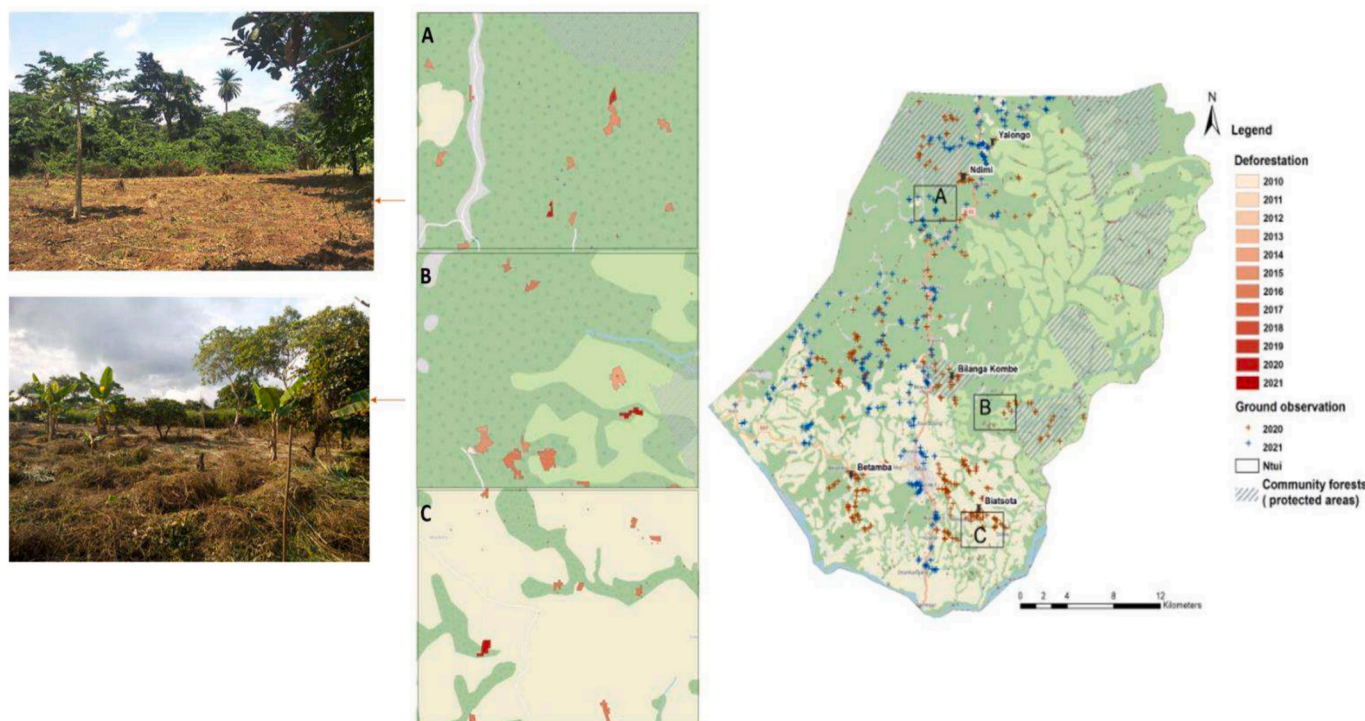 A
B
C
Yalongo
Ndimi
A
Bilanga Kombe
B
Betamba
Biatsota
C
N
Legend
Deforestation
2010
2011
2012
2013
2014
2015
2016
2017
2018
2019
2020
2021
Ground observation
2020
2021
Ntui
Community forests
( protected areas)
0 2 4 8 12
Kilometers